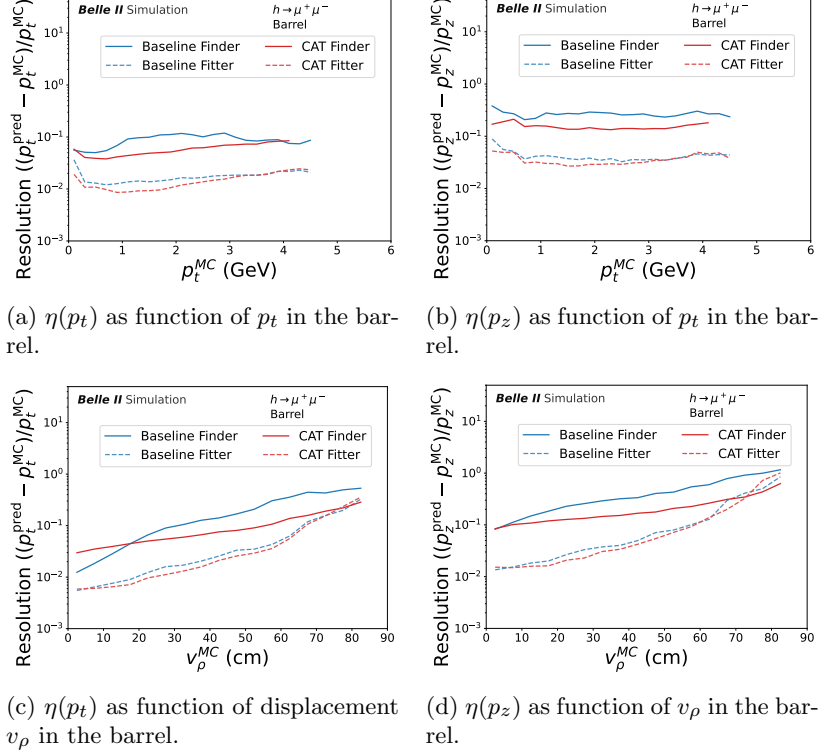 Belle II Simulation
h → μ⁺μ⁻
Barrel
Baseline Finder
CAT Finder
Baseline Fitter
CAT Fitter
10¹
10⁰
10⁻¹
10⁻²
10⁻³
0 1 2 3 4 5 6
Resolution ((p_t^pred − p_t^MC)/p_t^MC)
p_t^MC (GeV)
(a) η(p_t) as function of p_t in the bar-
rel.
Belle II Simulation
h → μ⁺μ⁻
Barrel
Baseline Finder
CAT Finder
Baseline Fitter
CAT Fitter
10¹
10⁰
10⁻¹
10⁻²
10⁻³
0 1 2 3 4 5 6
Resolution ((p_z^pred − p_z^MC)/p_z^MC)
p_t^MC (GeV)
(b) η(p_z) as function of p_t in the bar-
rel.
Belle II Simulation
h → μ⁺μ⁻
Barrel
Baseline Finder
CAT Finder
Baseline Fitter
CAT Fitter
10¹
10⁰
10⁻¹
10⁻²
10⁻³
0 10 20 30 40 50 60 70 80 90
Resolution ((p_t^pred − p_t^MC)/p_t^MC)
v_ρ^MC (cm)
(c) η(p_t) as function of displacement
v_ρ in the barrel.
Belle II Simulation
h → μ⁺μ⁻
Barrel
Baseline Finder
CAT Finder
Baseline Fitter
CAT Fitter
10¹
10⁰
10⁻¹
10⁻²
10⁻³
0 10 20 30 40 50 60 70 80 90
Resolution ((p_z^pred − p_z^MC)/p_z^MC)
v_ρ^MC (cm)
(d) η(p_z) as function of v_ρ in the bar-
rel.